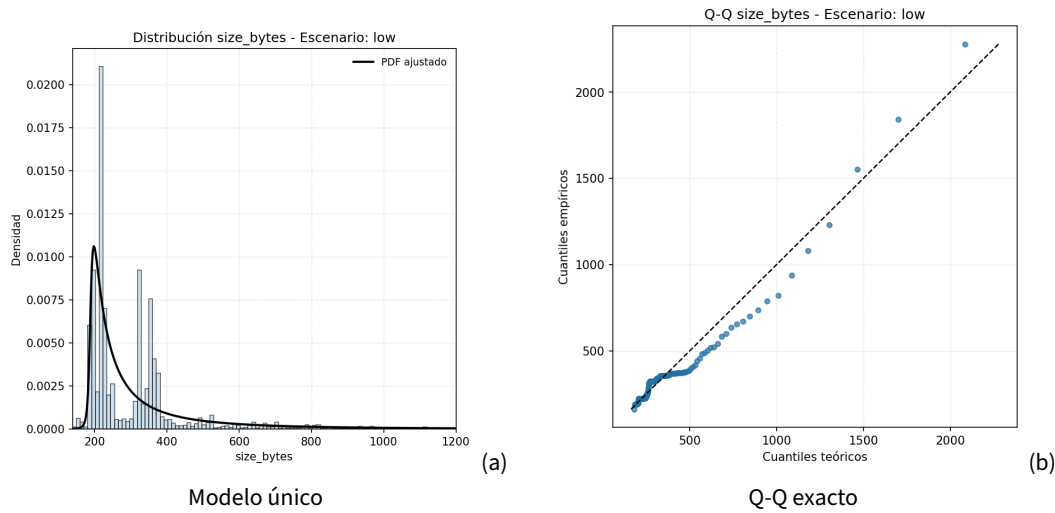 Distribución size_bytes - Escenario: low
PDF ajustado
0.0200
0.0175
0.0150
0.0125
0.0100
0.0075
0.0050
0.0025
0.0000
Densidad
200 400 600 800 1000 1200
size_bytes
(a)
Modelo único
Q-Q size_bytes - Escenario: low
2000
1500
1000
500
Cuantiles empíricos
500 1000 1500 2000
Cuantiles teóricos
(b)
Q-Q exacto